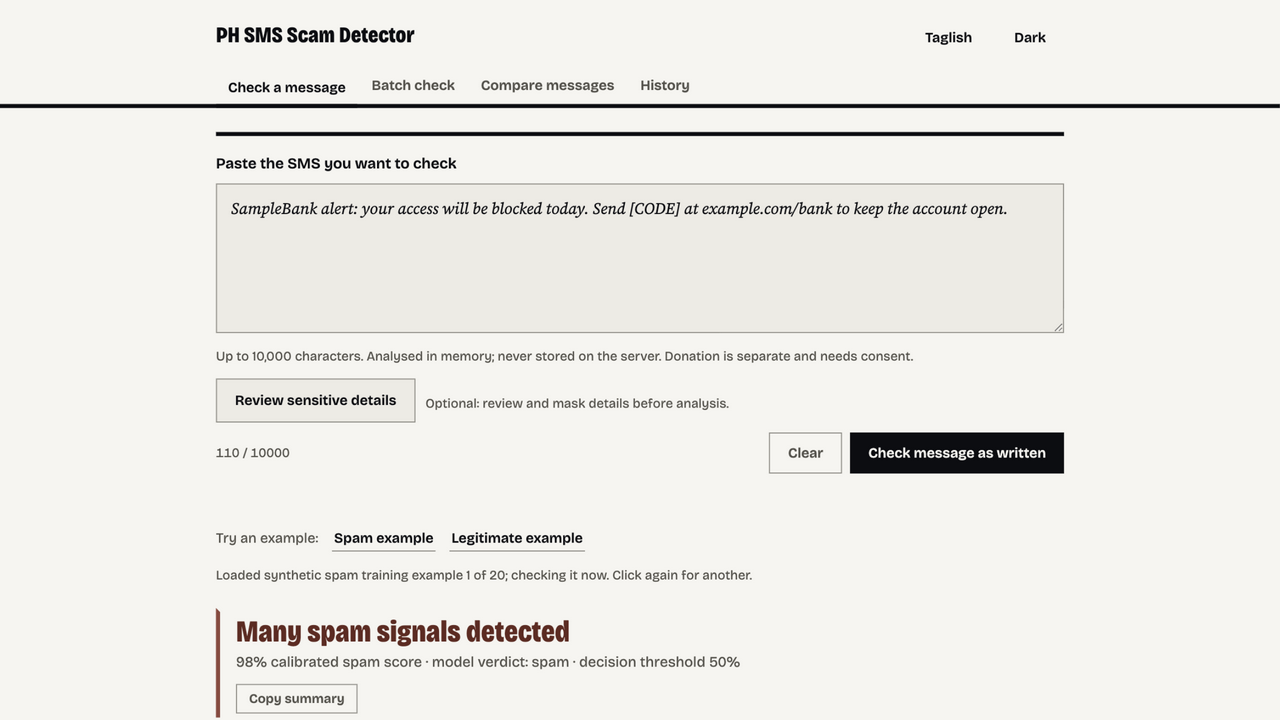 PH SMS Scam Detector
Taglish Dark
Check a message Batch check Compare messages History
Paste the SMS you want to check
SampleBank alert: your access will be blocked today. Send [CODE] at example.com/bank to keep the account open.
Up to 10,000 characters. Analysed in memory; never stored on the server. Donation is separate and needs consent.
Review sensitive details Optional: review and mask details before analysis.
110 / 10000 Clear Check message as written
Try an example: Spam example Legitimate example
Loaded synthetic spam training example 1 of 20; checking it now. Click again for another.
Many spam signals detected
98% calibrated spam score · model verdict: spam · decision threshold 50%
Copy summary